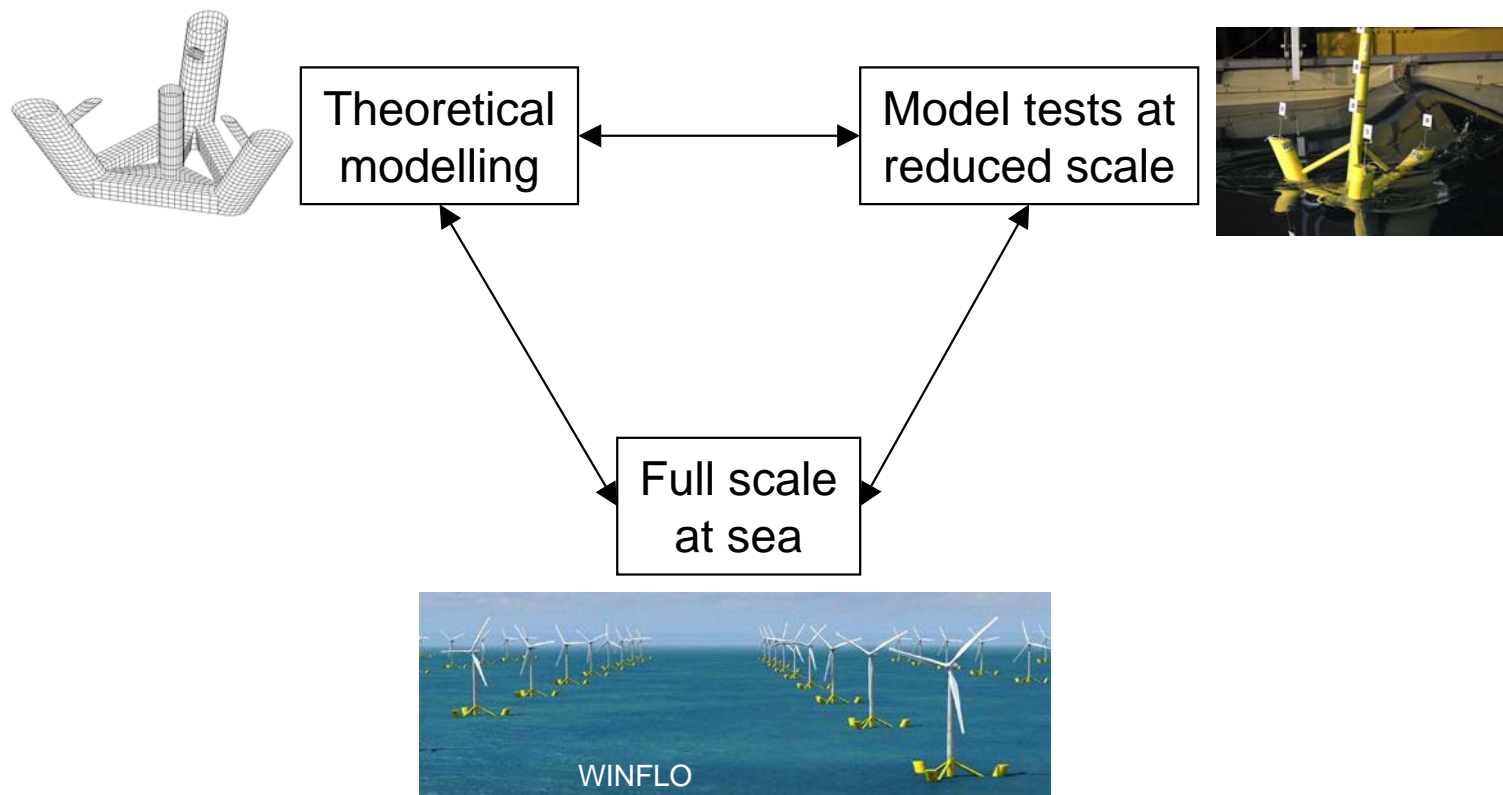 Theoretical
modelling
Model tests at
reduced scale
Full scale
at sea
WINFLO